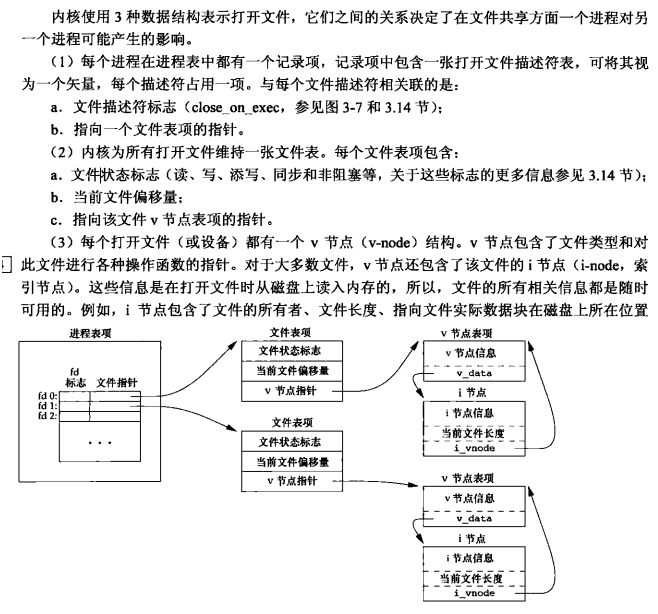 内核使用 3 种数据结构表示打开文件，它们之间的关系决定了在文件共享方面一个进程对另
一个进程可能产生的影响。
（1）每个进程在进程表中都有一个记录项，记录项中包含一张打开文件描述符表，可将其视
为一个矢量，每个描述符占用一项。与每个文件描述符相关联的是：
a．文件描述符标志（close_on_exec，参见图 3-7 和 3.14 节）；
b．指向一个文件表项的指针。
（2）内核为所有打开文件维持一张文件表。每个文件表项包含：
a．文件状态标志（读、写、添写、同步和非阻塞等，关于这些标志的更多信息参见 3.14 节）；
b．当前文件偏移量；
c．指向该文件 v 节点表项的指针。
（3）每个打开文件（或设备）都有一个 v 节点（v-node）结构。v 节点包含了文件类型和对
此文件进行各种操作函数的指针。对于大多数文件，v 节点还包含了该文件的 i 节点（i-node，索
引节点）。这些信息是在打开文件时从磁盘上读入内存的，所以，文件的所有相关信息都是随时
可用的。例如，i 节点包含了文件的所有者、文件长度、指向文件实际数据块在磁盘上所在位置
进程表项
fd
标志 文件指针
fd 0:
fd 1:
fd 2:
...
文件表项
文件状态标志
当前文件偏移量
v 节点指针
文件表项
文件状态标志
当前文件偏移量
v 节点指针
v 节点表项
v 节点信息
v_data
i 节点
i 节点信息
当前文件长度
i_vnode
v 节点表项
v 节点信息
v_data
i 节点
i 节点信息
当前文件长度
i_vnode